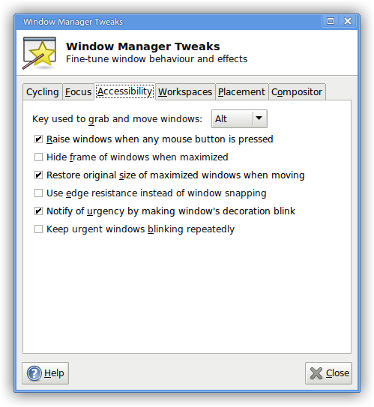 Window Manager Tweaks
Window Manager Tweaks
Fine-tune window behaviour and effects
Cycling Focus Accessibility Workspaces Placement Compositor
Key used to grab and move windows: Alt
Raise windows when any mouse button is pressed
Hide frame of windows when maximized
Restore original size of maximized windows when moving
Use edge resistance instead of window snapping
Notify of urgency by making window's decoration blink
Keep urgent windows blinking repeatedly
Help Close